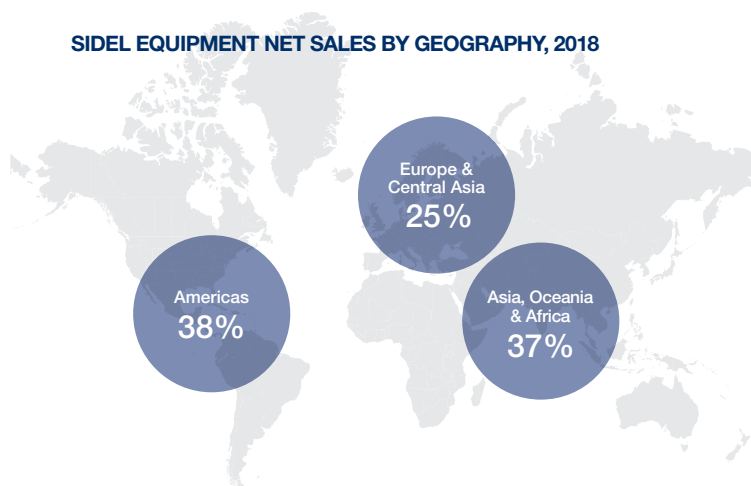 SIDEL EQUIPMENT NET SALES BY GEOGRAPHY, 2018
Europe &
Central Asia
25%
Americas
38%
Asia, Oceania
& Africa
37%